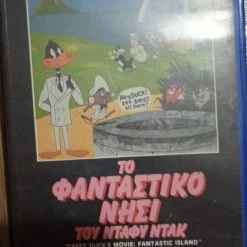 HEY DUCK!
ΤΟ
ΦΑΝΤΑΣΤΙΚΟ
ΝΗΣΙ
ΤΟΥ ΝΤΑΦΥ ΝΤΑΚ
"DAFFY DUCK'S MOVIE: FANTASTIC ISLAND"